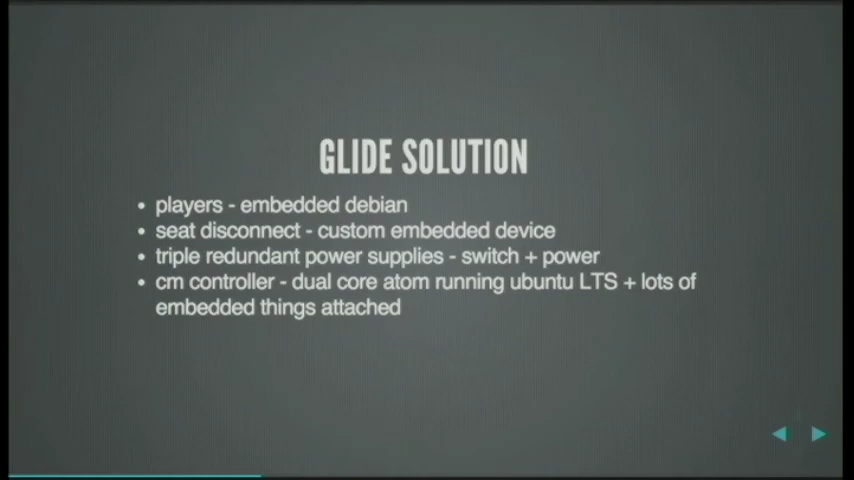 GLIDE SOLUTION
• players - embedded debian
• seat disconnect - custom embedded device
• triple redundant power supplies - switch + power
• cm controller - dual core atom running ubuntu LTS + lots of
embedded things attached